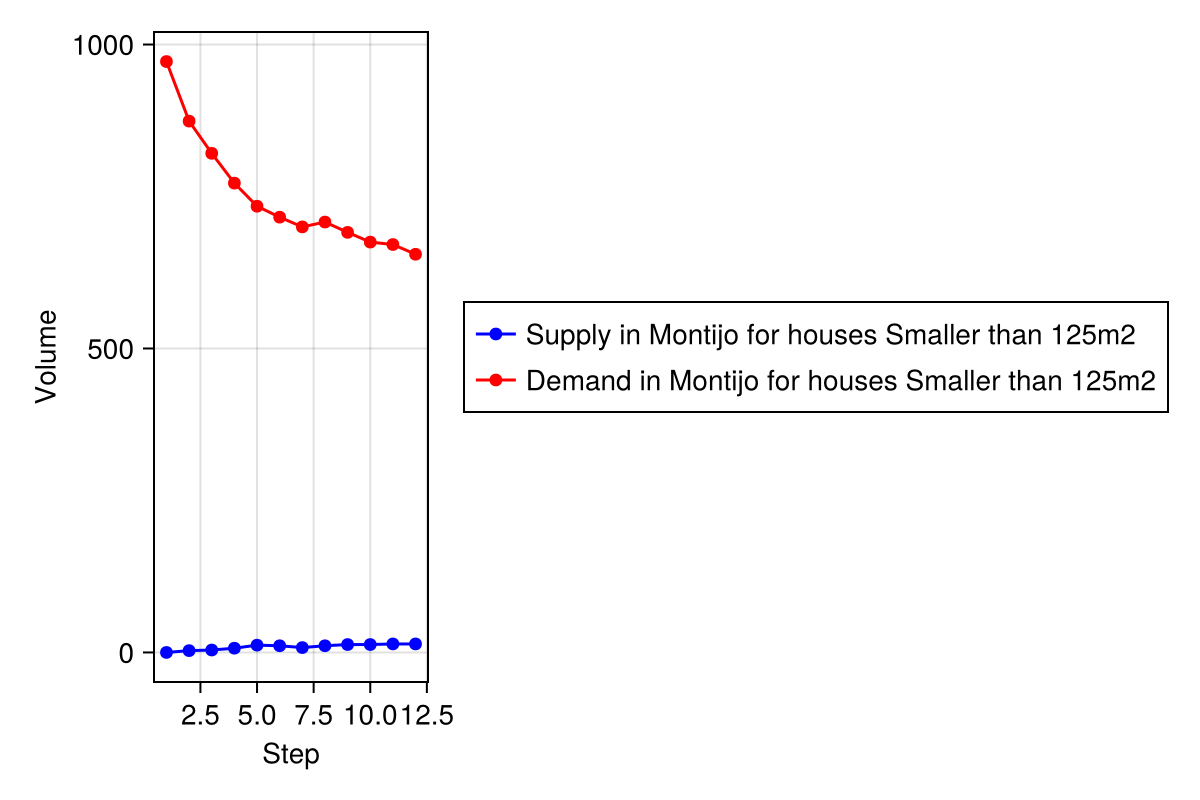 1000
500
0
Volume
2.5 5.0 7.5 10.0 12.5
Step
Supply in Montijo for houses Smaller than 125m2
Demand in Montijo for houses Smaller than 125m2